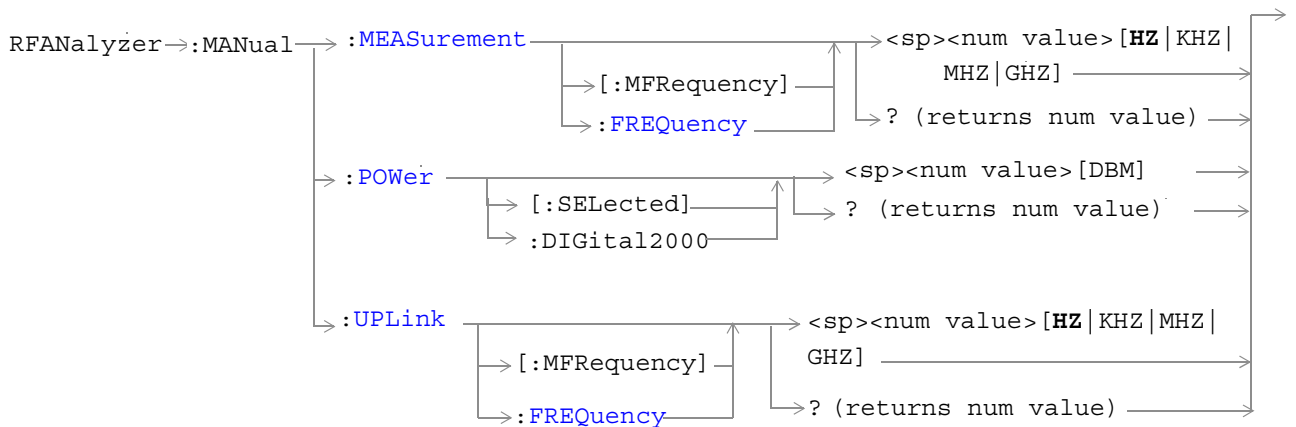 RFANalyzer :MANual :MEASurement <sp><num value>[HZ|KHZ|
MHZ|GHZ]
[:MFRequency]
:FREQuency ? (returns num value)
:POWer <sp><num value>[DBM]
[:SELected] ? (returns num value)
:DIGital2000
:UPLink <sp><num value>[HZ|KHZ|MHZ|
[:MFRequency] GHZ]
:FREQuency ? (returns num value)